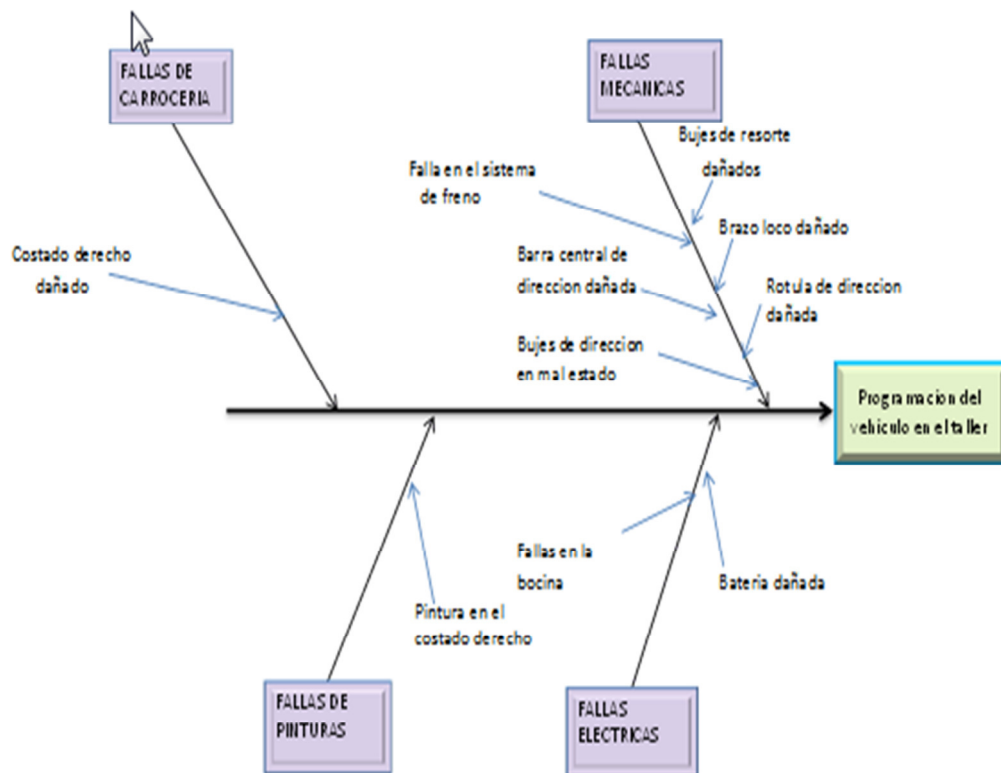 FALLAS DE
CARROCERIA
FALLAS
MECANICAS
Bujes de resorte
dañados
Falla en el sistema
de freno
Brazo loco dañado
Costado derecho
dañado
Barra central de
direccion dañada
Rotula de direccion
dañada
Bujes de direccion
en mal estado
Programacion del
vehiculo en el taller
Fallas en la
bocina
Bateria dañada
Pintura en el
costado derecho
FALLAS DE
PINTURAS
FALLAS
ELECTRICAS